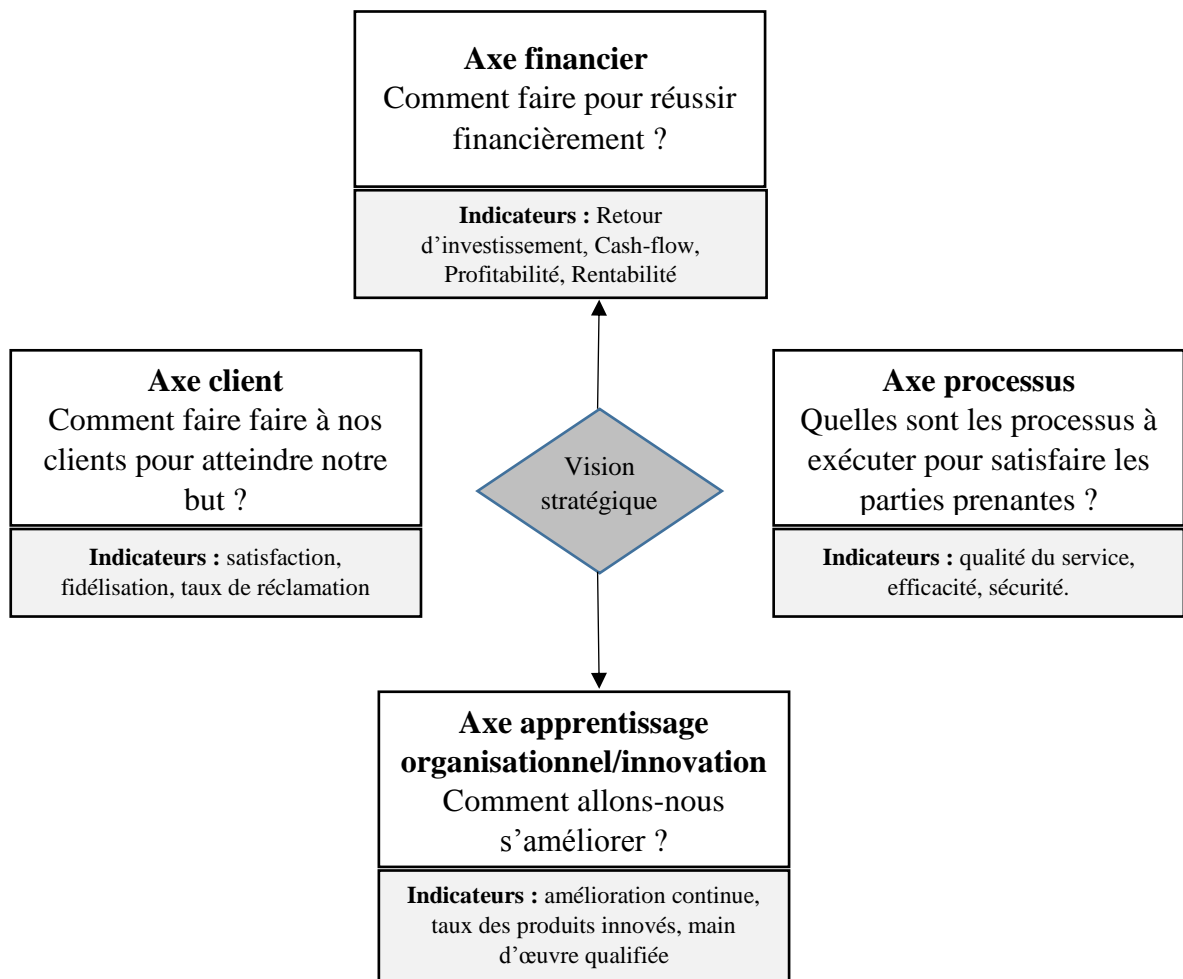 Axe financier
Comment faire pour réussir
financièrement ?
Indicateurs : Retour
d’investissement, Cash-flow,
Profitabilité, Rentabilité
Axe client
Comment faire faire à nos
clients pour atteindre notre
but ?
Indicateurs : satisfaction,
fidélisation, taux de réclamation
Vision
stratégique
Axe processus
Quelles sont les processus à
exécuter pour satisfaire les
parties prenantes ?
Indicateurs : qualité du service,
efficacité, sécurité.
Axe apprentissage
organisationnel/innovation
Comment allons-nous
s’améliorer ?
Indicateurs : amélioration continue,
taux des produits innovés, main
d’œuvre qualifiée